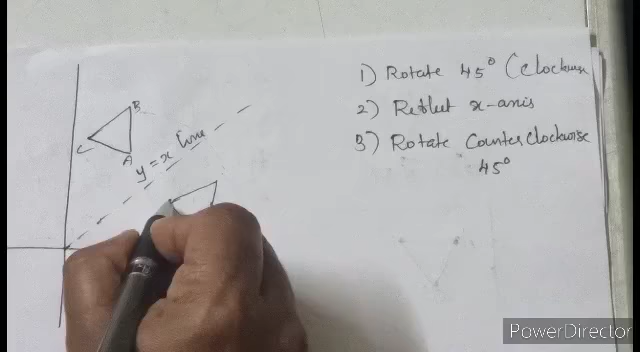 B
C
A
y = x line
1) Rotate 45° (clockwise
2) Reflect x-axis
3) Rotate Counter clockwise
45°
PowerDirector